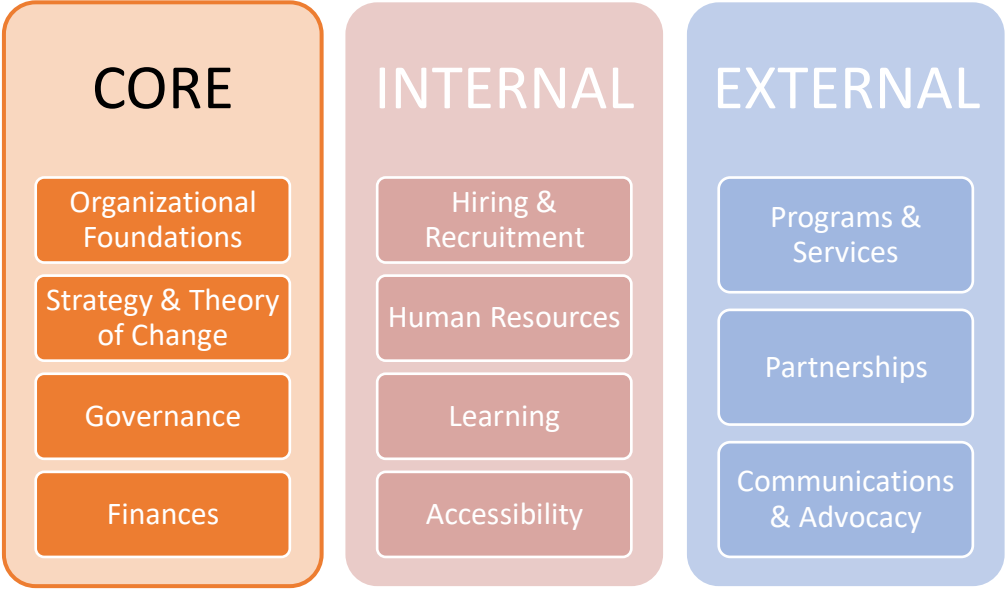 CORE
Organizational
Foundations
Strategy & Theory
of Change
Governance
Finances
INTERNAL
Hiring &
Recruitment
Human Resources
Learning
Accessibility
EXTERNAL
Programs &
Services
Partnerships
Communications
& Advocacy